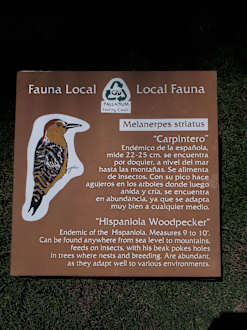 Fauna Local
PALLADIUM
Local Fauna
Melanerpes striatus
"Carpintero"
Endémico de la española,
mide 22-25 cm. se encuentra
por doquier, a nivel del mar
hasta las montañas. Se alimenta
de insectos. Con su pico hace
agujeros en los arboles donde luego
anida y cría, se encuentra
en abundancia, ya que se adapta
muy bien a cualquier medio.
"Hispaniola Woodpecker"
Endemic of the Hispaniola. Measures 9 to 10".
Can be found anywhere from sea level to mountains,
feeds on insects, with his beak pokes holes
in trees where nests and breeding. Are abundant,
as they adapt well to various environments.